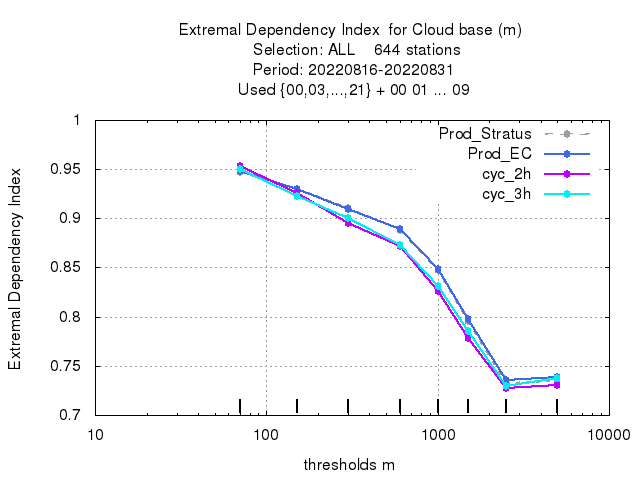 Extremal Dependency Index  for Cloud base (m)
Selection: ALL    644 stations
Period: 20220816-20220831
Used {00,03,...,21} + 00 01 ... 09
Extremal Dependency Index
1
0.95
0.9
0.85
0.8
0.75
0.7
Prod_Stratus
Prod_EC
cyc_2h
cyc_3h
10 100 1000 10000
thresholds m